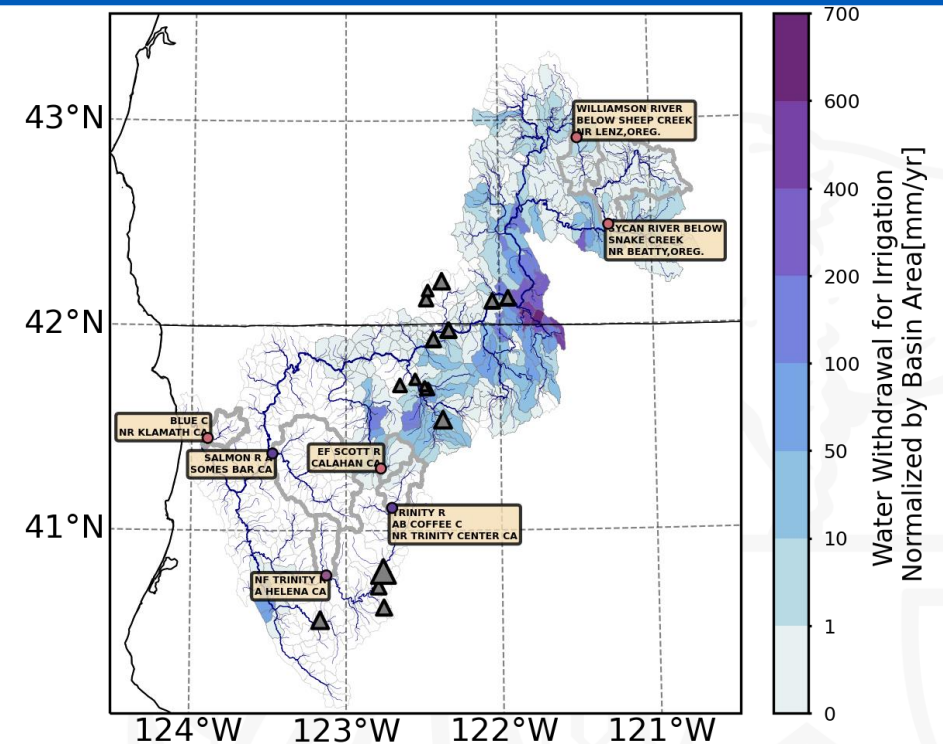 43°N
42°N
41°N
124°W
123°W
122°W
121°W
WILLIAMSON RIVER
BELOW SHEEP CREEK
NR LENZ,OREG.
SYCAN RIVER BELOW
SNAKE CREEK
NR BEATTY,OREG.
BLUE C
NR KLAMATH CA
SALMON R A
SOMES BAR CA
EF SCOTT R
CALAHAN CA
TRINITY R
AB COFFEE C
NR TRINITY CENTER CA
NF TRINITY R
A HELENA CA
700
600
400
200
100
50
10
1
0
Water Withdrawal for Irrigation
Normalized by Basin Area[mm/yr]